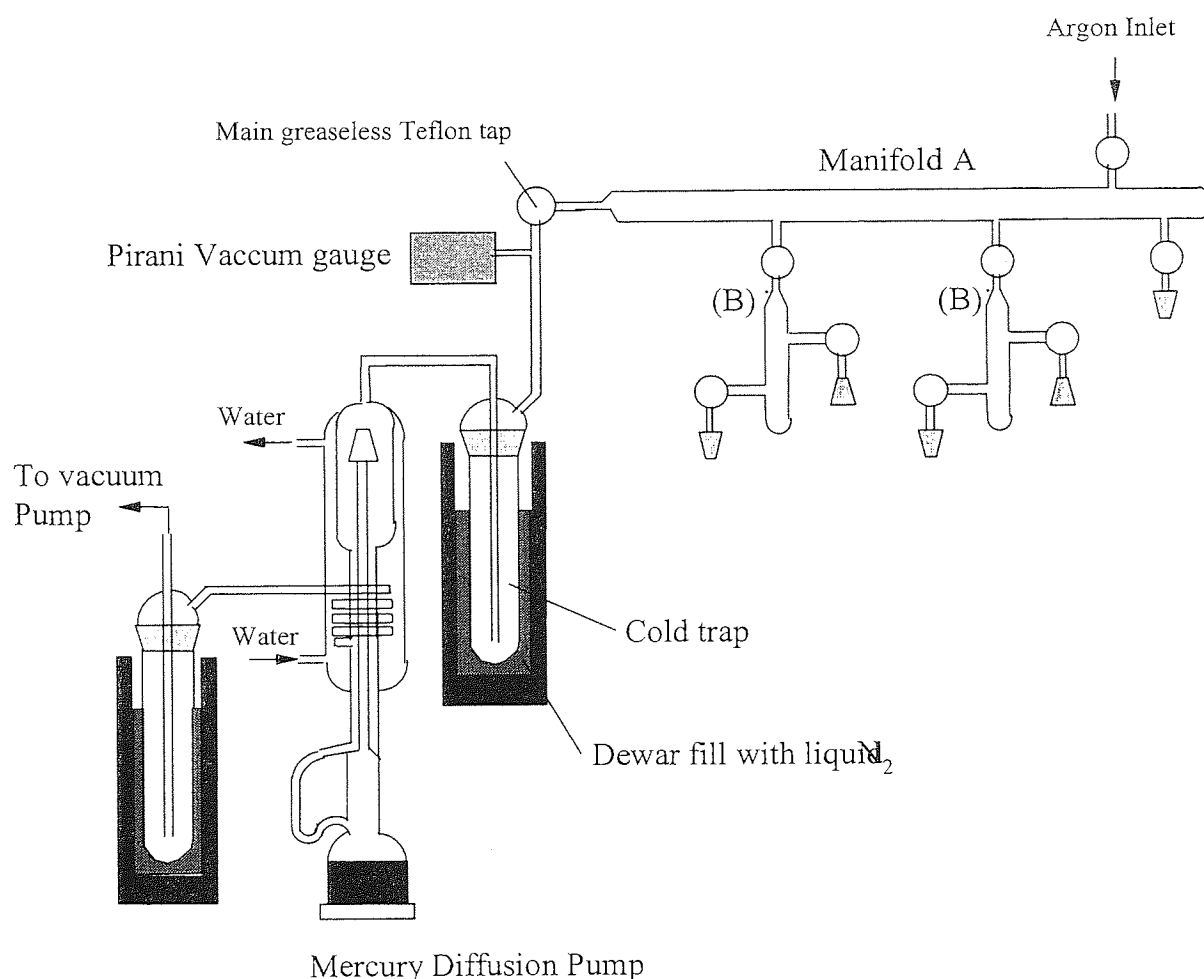 Argon Inlet
Main greaseless Teflon tap
Manifold A
Pirani Vaccum gauge
(B)
(B)
Water
To vacuum
Pump
Water
Cold trap
Dewar fill with liquid N₂
Mercury Diffusion Pump